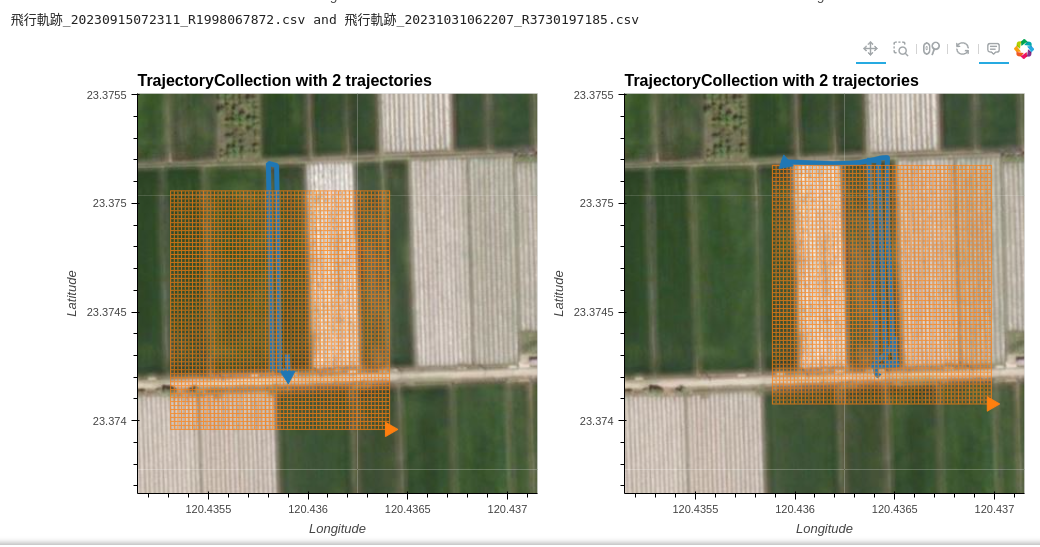 飛行軌跡_20230915072311_R1998067872.csv and 飛行軌跡_20231031062207_R3730197185.csv
TrajectoryCollection with 2 trajectories
23.3755
23.375
23.3745
23.374
Latitude
120.4355
120.436
120.4365
120.437
Longitude
TrajectoryCollection with 2 trajectories
23.3755
23.375
23.3745
23.374
Latitude
120.4355
120.436
120.4365
120.437
Longitude